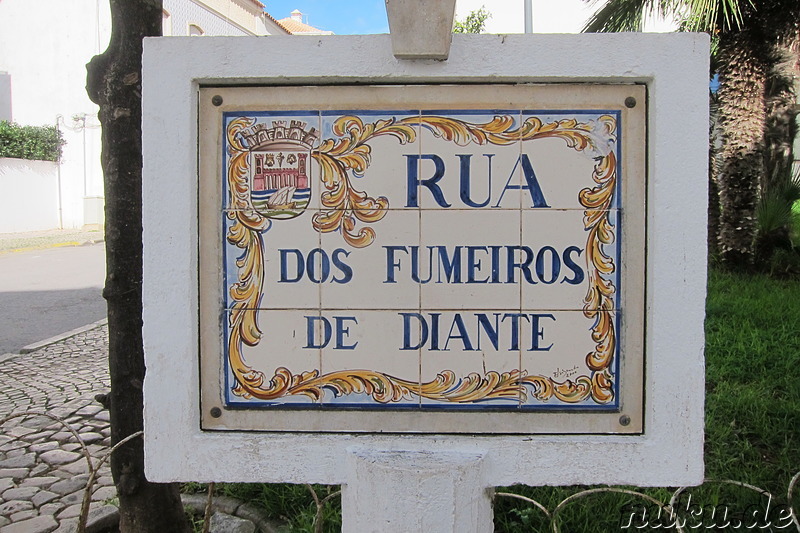 RUA
DOS FUMEIROS
DE DIANTE
nuku.de